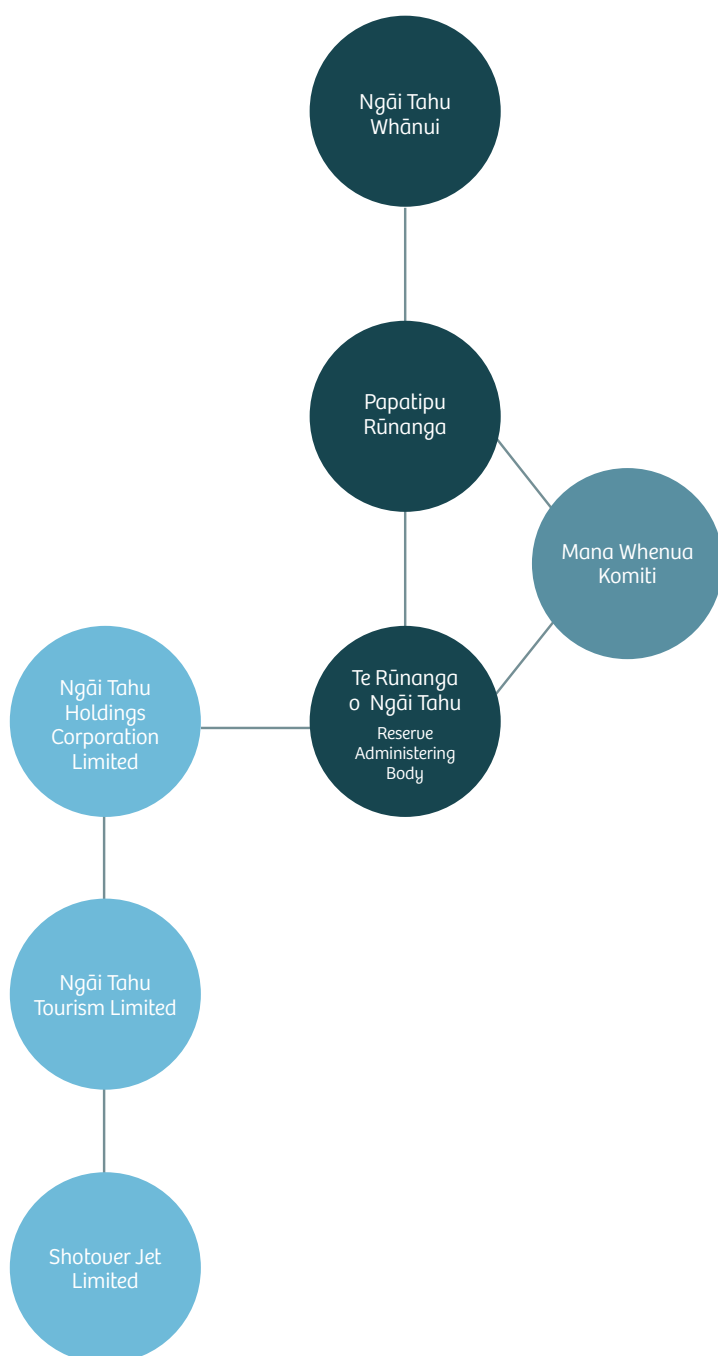 Ngāi Tahu
Whānui
Papatipu
Rūnanga
Mana Whenua
Komiti
Te Rūnanga
o Ngāi Tahu
Reserve
Administering
Body
Ngāi Tahu
Holdings
Corporation
Limited
Ngāi Tahu
Tourism Limited
Shotover Jet
Limited